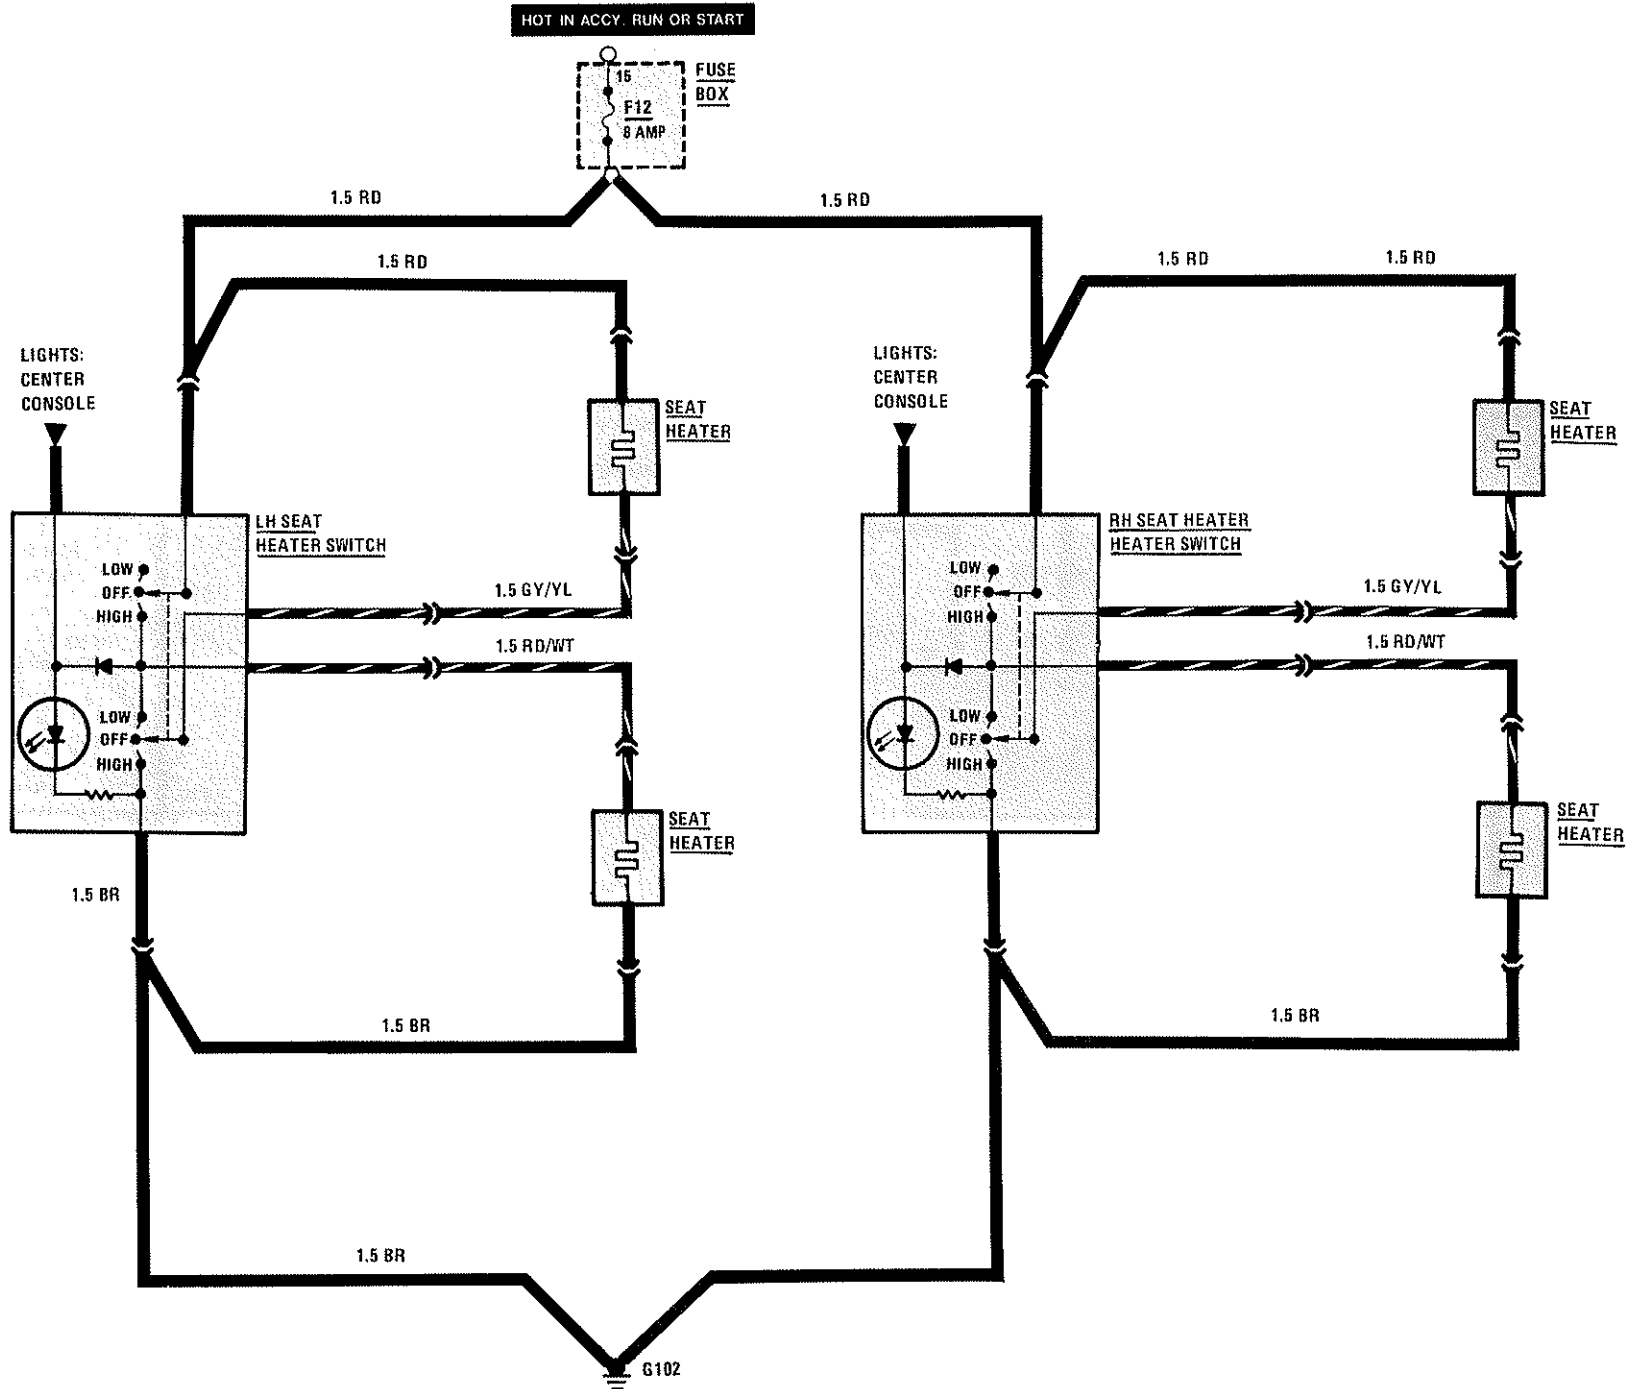 HOT IN ACCY. RUN OR START
15
FUSE
BOX
F12
8 AMP
1.5 RD
1.5 RD
1.5 RD
1.5 RD
1.5 RD
LIGHTS:
CENTER
CONSOLE
SEAT
HEATER
LIGHTS:
CENTER
CONSOLE
SEAT
HEATER
LH SEAT
HEATER SWITCH
LOW
OFF
HIGH
1.5 GY/YL
1.5 RD/WT
LOW
OFF
HIGH
RH SEAT HEATER
HEATER SWITCH
LOW
OFF
HIGH
1.5 GY/YL
1.5 RD/WT
LOW
OFF
HIGH
SEAT
HEATER
SEAT
HEATER
1.5 BR
1.5 BR
1.5 BR
1.5 BR
G102